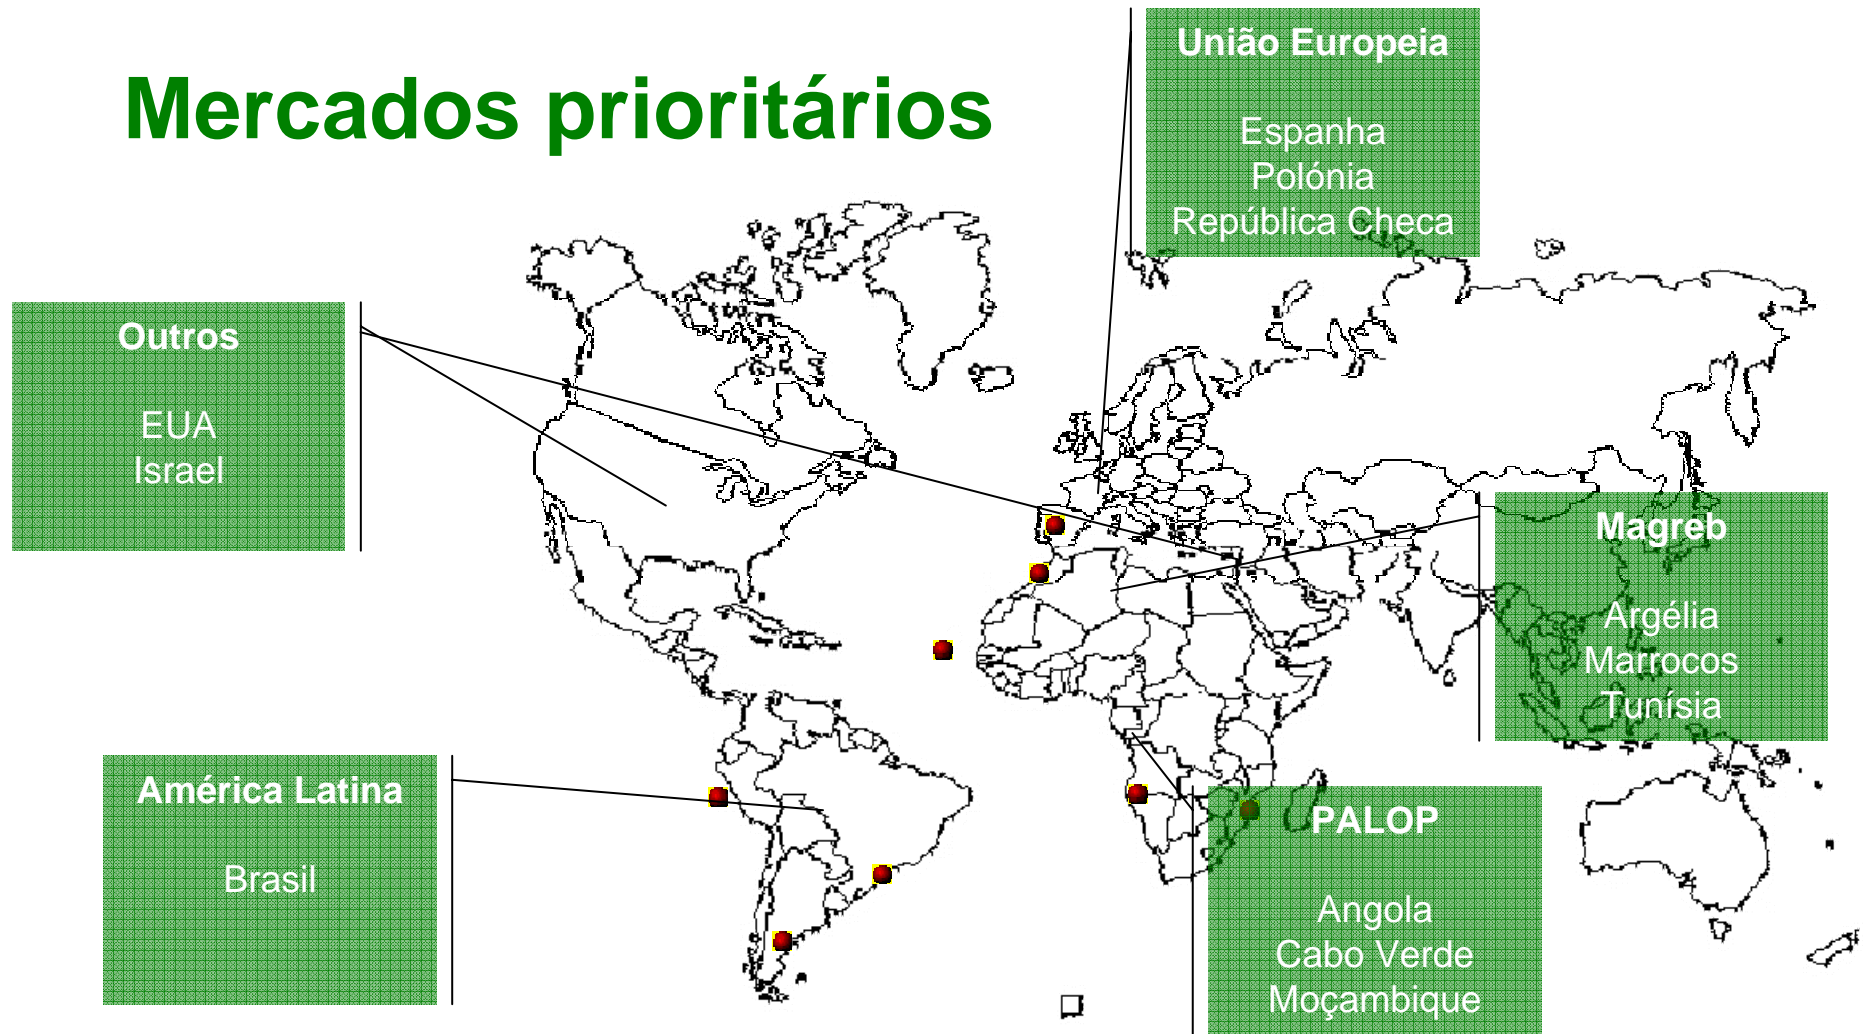 Mercados prioritários
União Europeia
Espanha
Polónia
República Checa
Outros
EUA
Israel
Magreb
Argélia
Marrocos
Tunísia
América Latina
Brasil
PALOP
Angola
Cabo Verde
Moçambique